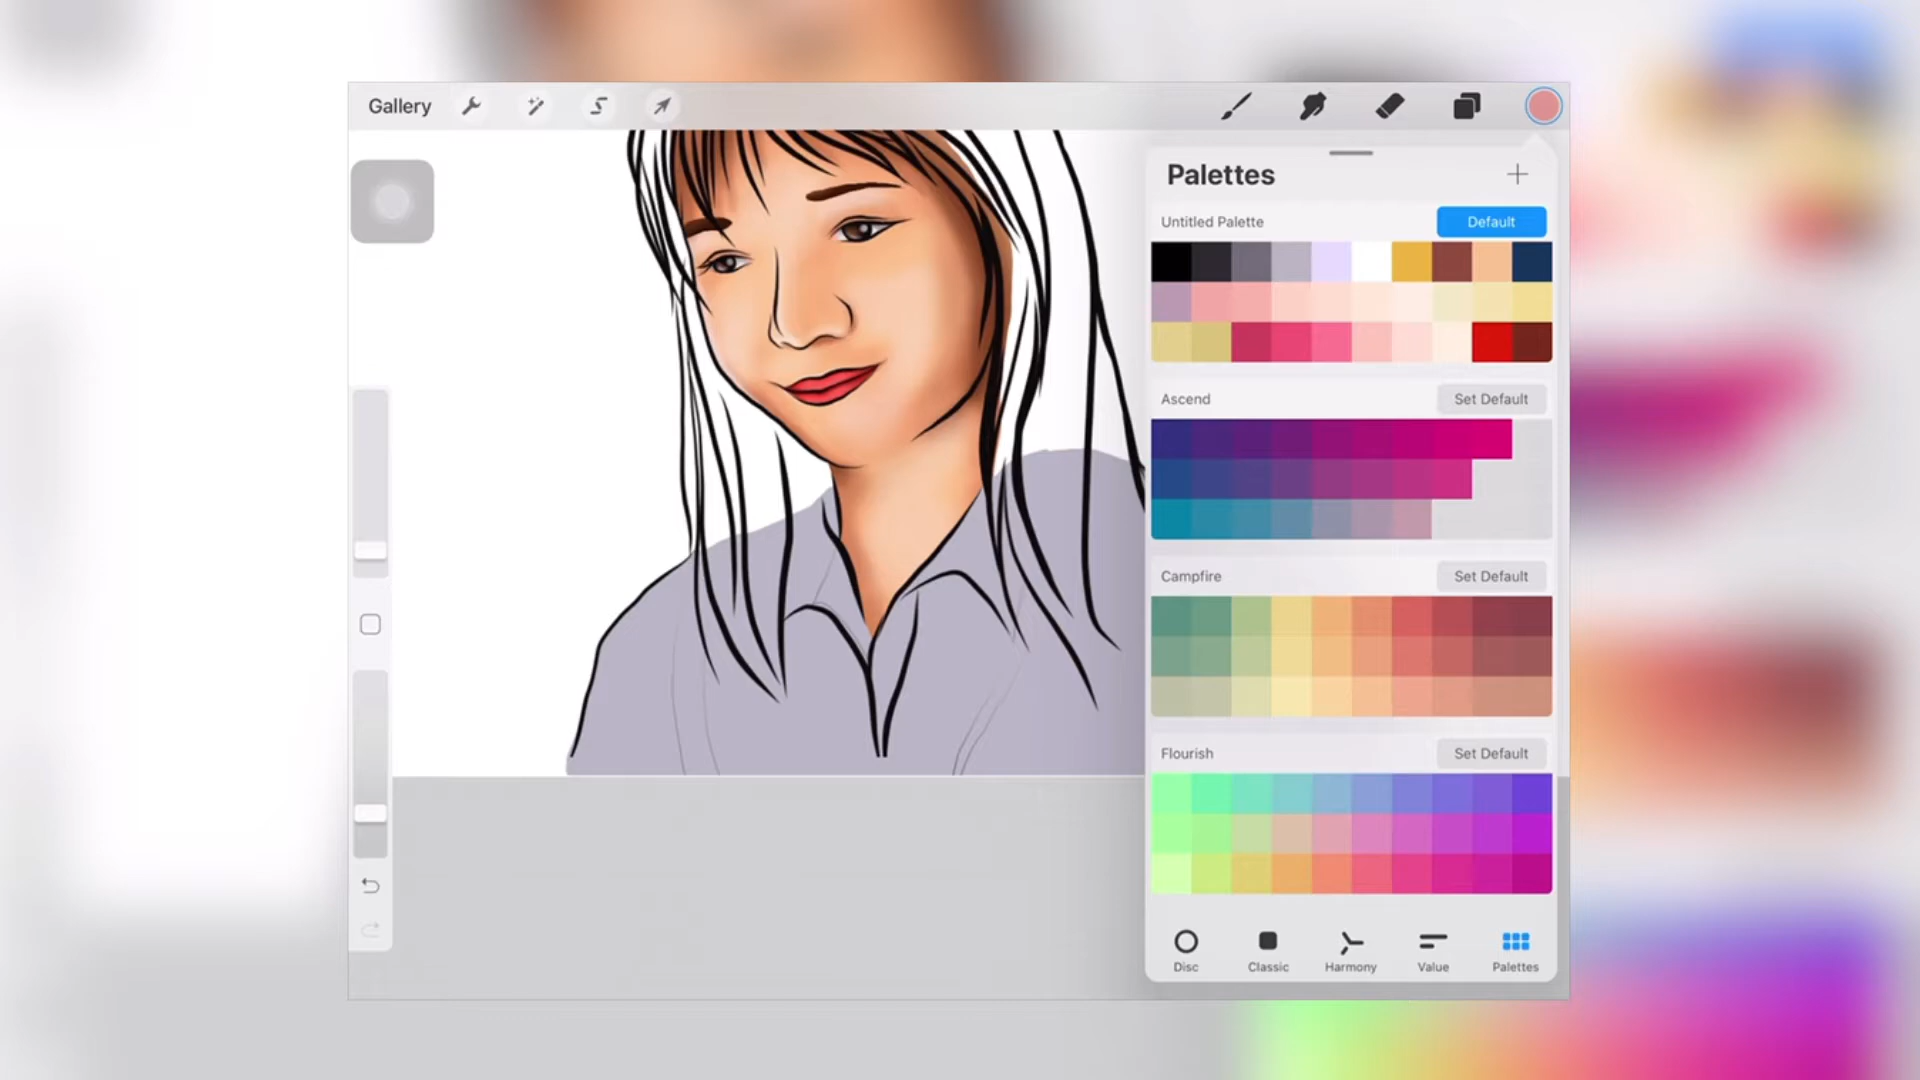 Gallery
Palettes
Untitled Palette
Default
Ascend
Set Default
Campfire
Set Default
Flourish
Set Default
Disc
Classic
Harmony
Value
Palettes